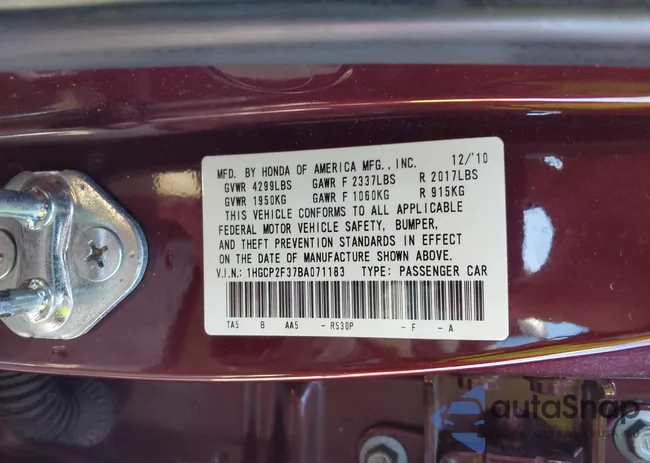 MFD. BY HONDA OF AMERICA MFG., INC. 12/'10
GVWR 4299LBS GAWR F 2337LBS R 2017LBS
GVWR 1950KG GAWR F 1060KG R 915KG
THIS VEHICLE CONFORMS TO ALL APPLICABLE
FEDERAL MOTOR VEHICLE SAFETY, BUMPER,
AND THEFT PREVENTION STANDARDS IN EFFECT
ON THE DATE OF MANUFACTURE SHOWN ABOVE.
V.I.N.: 1HGCP2F37BA071183 TYPE: PASSENGER CAR
TA5 B AA5 - R530P - F - A
autoSnap